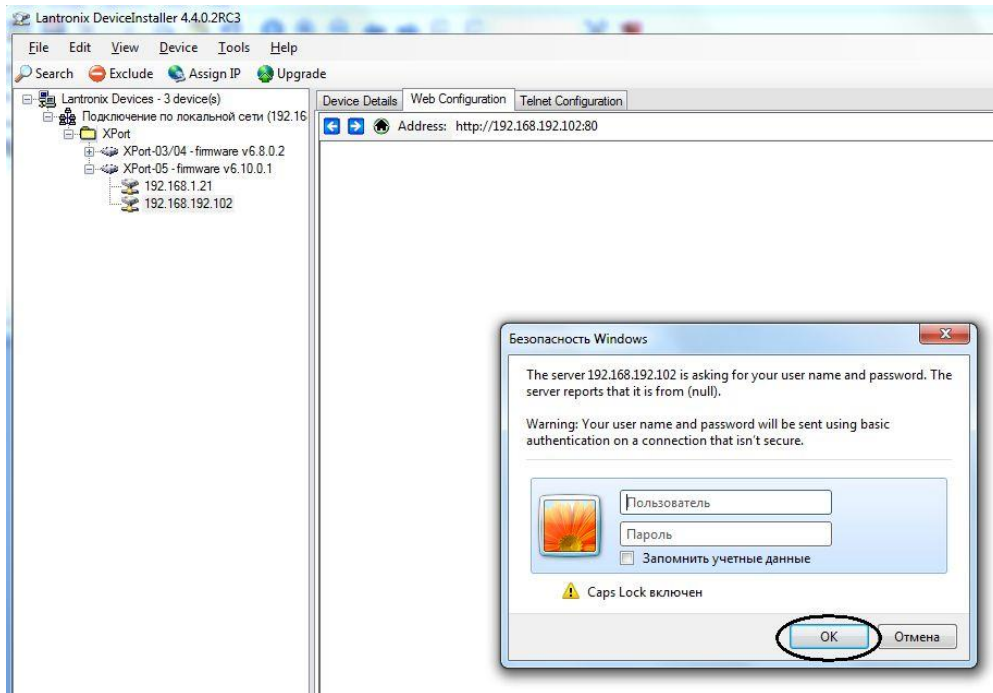 Lantronix DeviceInstaller 4.4.0.2RC3
File Edit View Device Tools Help
Search Exclude Assign IP Upgrade
Lantronix Devices - 3 device(s)
Подключение по локальной сети (192.16
XPort
XPort-03/04 - firmware v6.8.0.2
XPort-05 - firmware v6.10.0.1
192.168.1.21
192.168.192.102
Device Details Web Configuration Telnet Configuration
Address: http://192.168.192.102:80
Безопасность Windows
The server 192.168.192.102 is asking for your user name and password. The
server reports that it is from (null).
Warning: Your user name and password will be sent using basic
authentication on a connection that isn't secure.
Пользователь
Пароль
Запомнить учетные данные
Caps Lock включен
OK Отмена